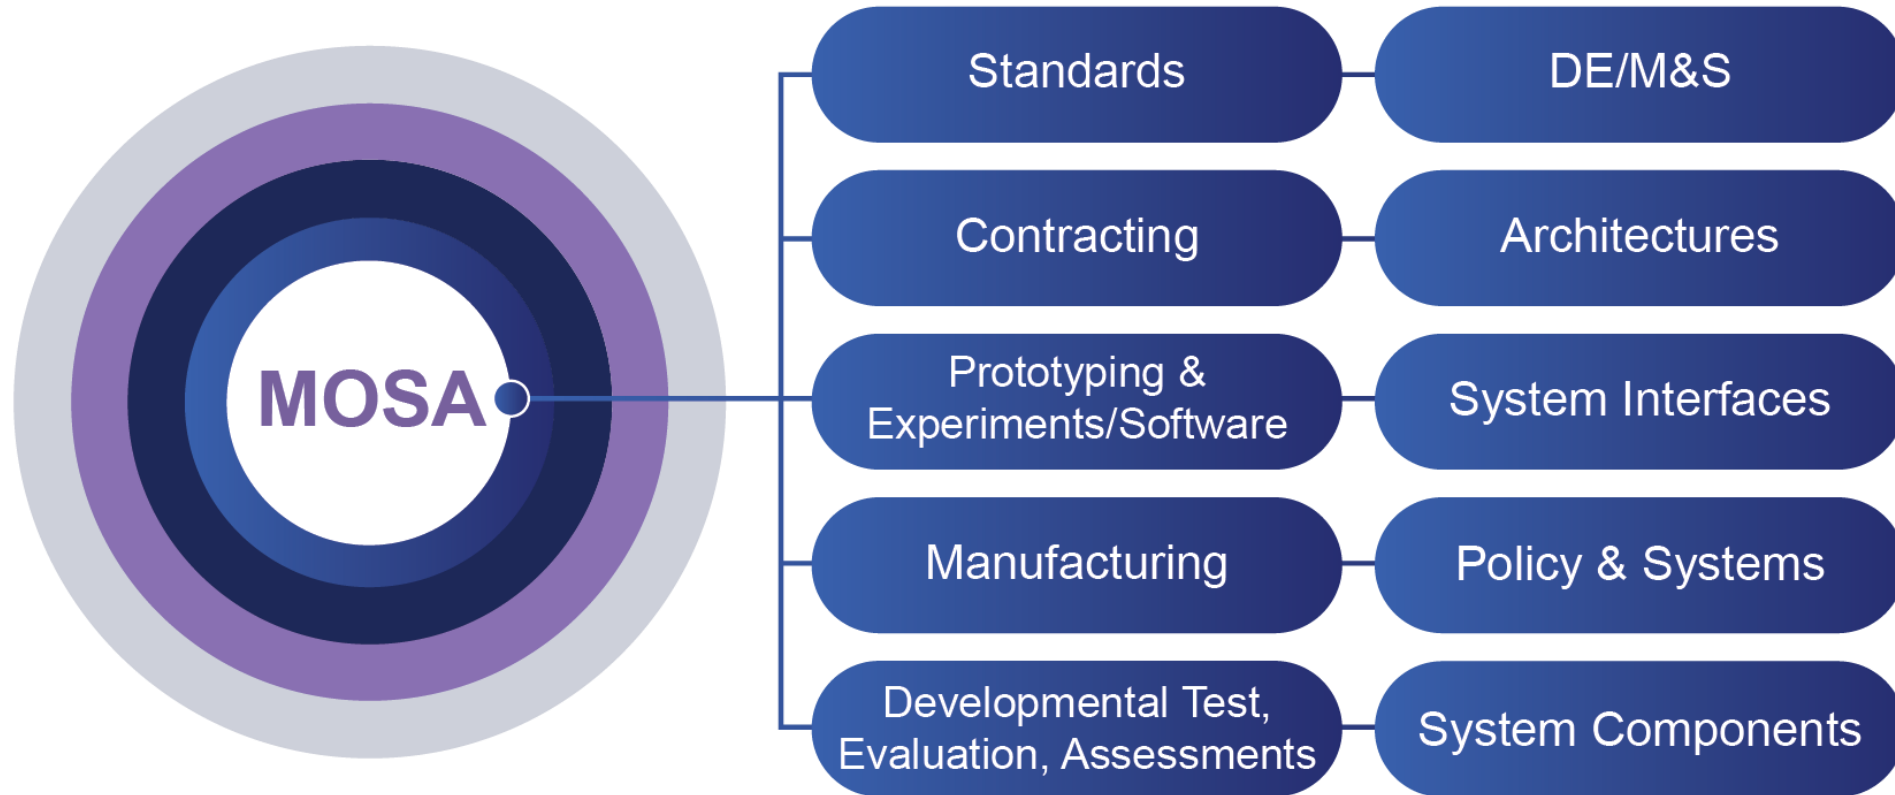 MOSA
Standards
DE/M&S
Contracting
Architectures
Prototyping &
Experiments/Software
System Interfaces
Manufacturing
Policy & Systems
Developmental Test,
Evaluation, Assessments
System Components